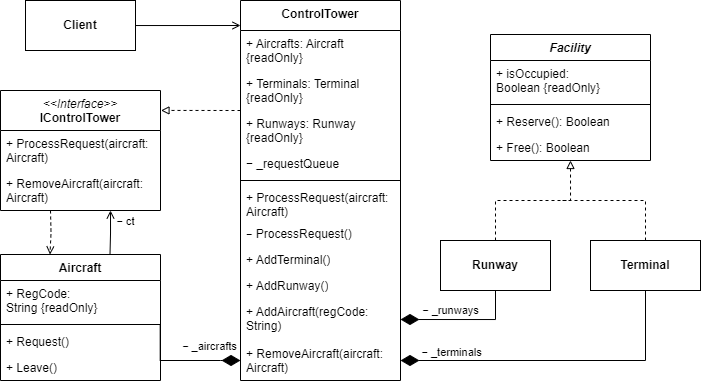 Client
ControlTower
+ Aircrafts: Aircraft
{readOnly}
+ Terminals: Terminal
{readOnly}
+ Runways: Runway
{readOnly}
− _requestQueue
+ ProcessRequest(aircraft:
Aircraft)
− ProcessRequest()
+ AddTerminal()
+ AddRunway()
+ AddAircraft(regCode:
String)
+ RemoveAircraft(aircraft:
Aircraft)
<<Interface>>
IControlTower
+ ProcessRequest(aircraft:
Aircraft)
+ RemoveAircraft(aircraft:
Aircraft)
− ct
Aircraft
+ RegCode:
String {readOnly}
+ Request()
+ Leave()
− _aircrafts
Facility
+ isOccupied:
Boolean {readOnly}
+ Reserve(): Boolean
+ Free(): Boolean
Runway
Terminal
− _runways
− _terminals